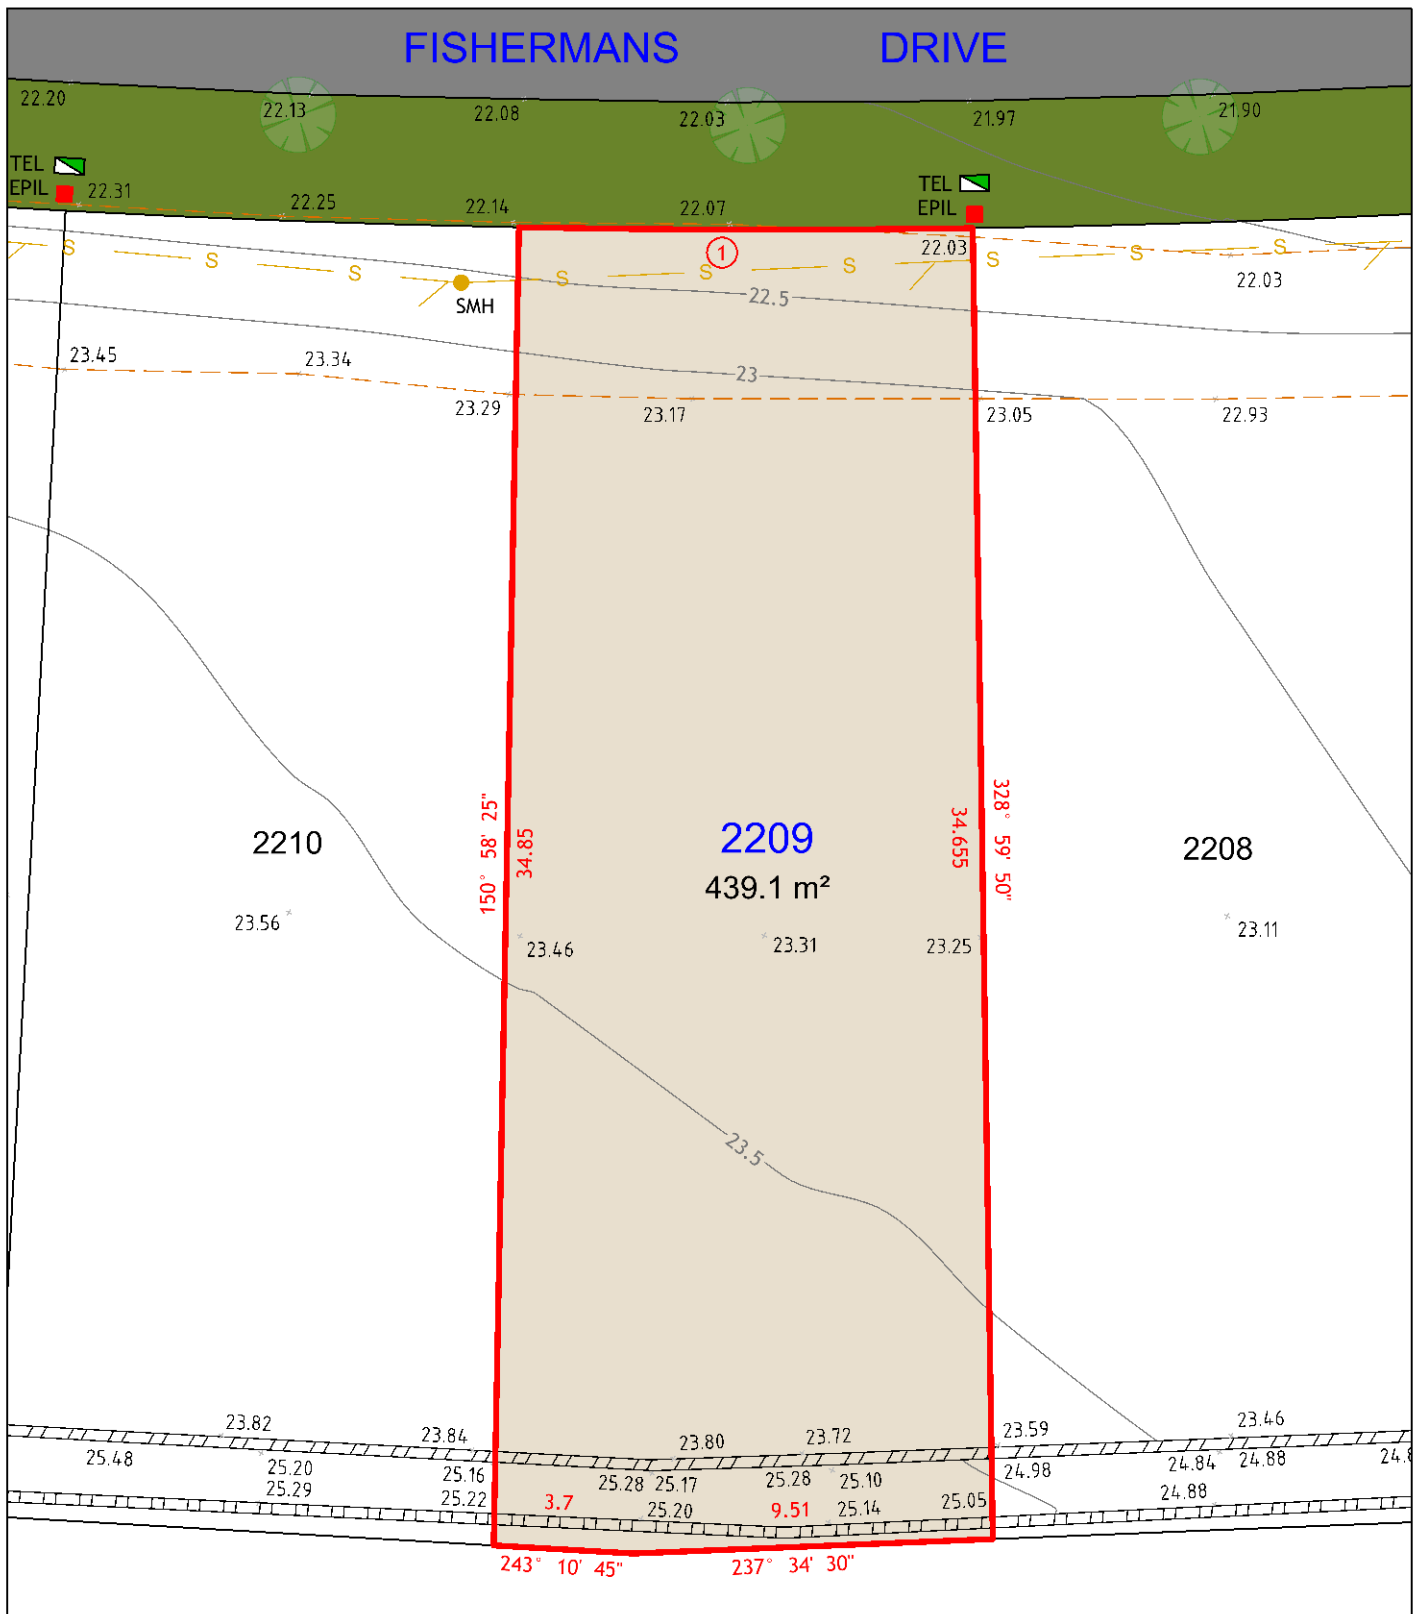 FISHERMANS DRIVE
22.20 22.13 22.08 22.03 21.97 21.90
TEL
EPIL 22.31 22.25 22.14 22.07
TEL
EPIL
S S S S S S S S S
1
22.03
22.03
SMH
22.5
23.45 23.34 23
23.29 23.17 23.05 22.93
150° 58' 25"
34.85
34.655
328° 59' 50"
2210 2209 2208
439.1 m²
23.56 23.46 23.31 23.25 23.11
23.5
23.82 23.84 23.80 23.72 23.59 23.46
25.48 25.20 25.16 25.28 25.17 25.28 25.10 24.98 24.84 24.88 24.8
25.29 25.22 3.7 25.20 9.51 25.14 25.05 24.88
243° 10' 45" 237° 34' 30"